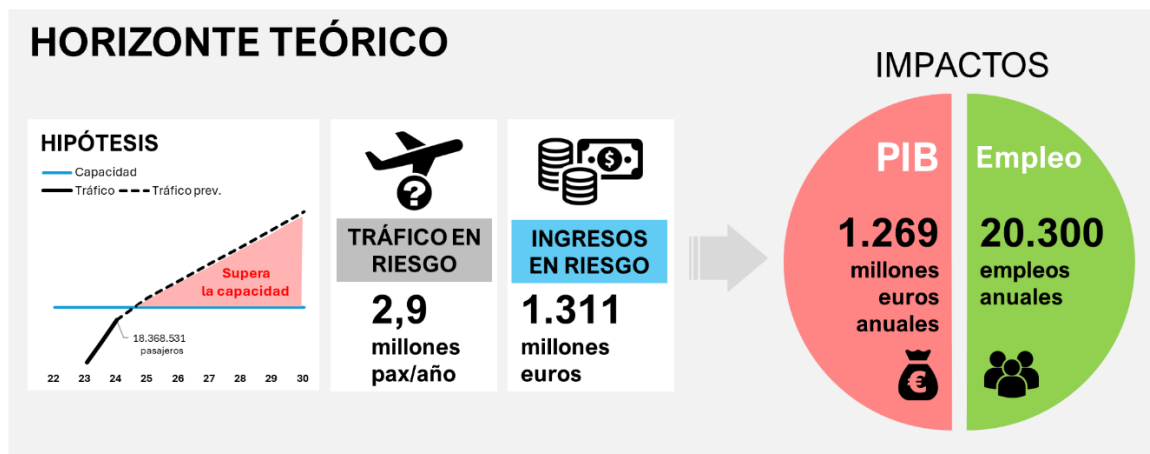 HORIZONTE TEÓRICO
HIPÓTESIS
Capacidad
Tráfico
Tráfico prev.
Supera
la capacidad
18.368.531
pasajeros
22 23 24 25 26 27 28 29 30
?
TRÁFICO EN
RIESGO
2,9
millones
pax/año
$
INGRESOS
EN RIESGO
1.311
millones
euros
IMPACTOS
PIB
1.269
millones
euros
anuales
€
Empleo
20.300
empleos
anuales